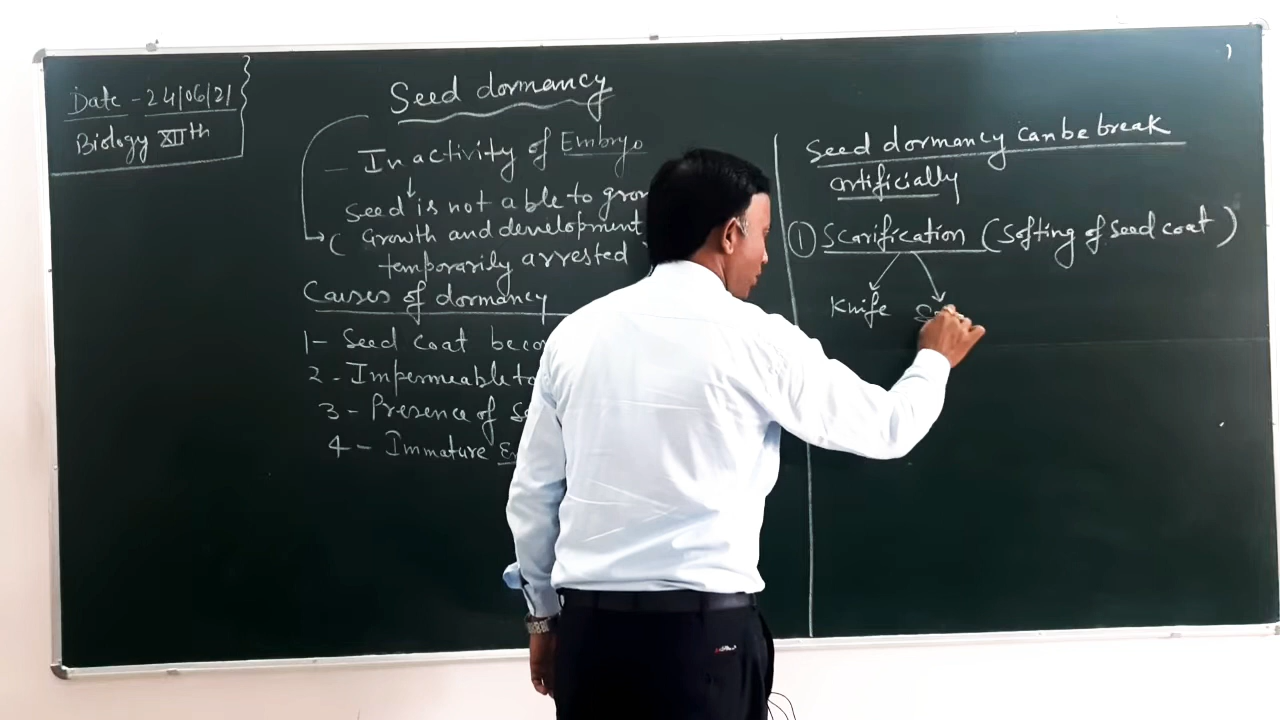 Date - 24/06/21
Biology XIIth
Seed dormancy
- Inactivity of Embryo
Seed is not able to
( Growth and development
temporarily arrested
Causes of dormancy
1- Seed coat
2 - Impermeable to
3 - Presence of
4 - Immature
Seed dormancy can be break
artificially
① Scarification (Softing of Seed coat)
Knife